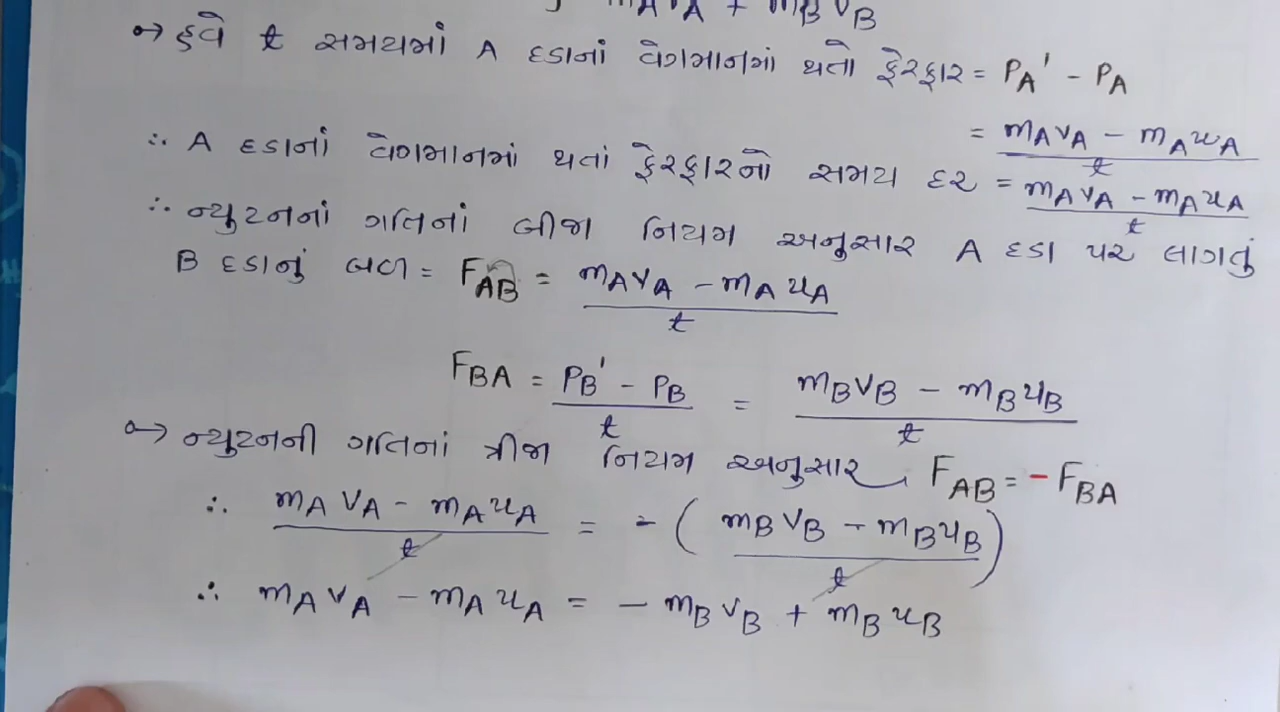 mAvA + mBvB
→ હવે t સમયમાં A દડાનાં વેગમાનમાં થતો ફેરફાર = PA' - PA
= mAvA - mAuA / t
∴ A દડાનાં વેગમાનમાં થતાં ફેરફારનો સમય દર = mAvA - mAuA / t
∴ ન્યુટનનાં ગતિનાં બીજા નિયમ અનુસાર A દડા પર લાગતું
B દડાનું બળ = FAB = mAvA - mAuA / t
FBA = PB' - PB / t = mBvB - mBuB / t
→ ન્યુટનની ગતિનાં ત્રીજા નિયમ અનુસાર, FAB = - FBA
∴ mAvA - mAuA / t = - (mBvB - mBuB / t)
∴ mAvA - mAuA = - mBvB + mBuB